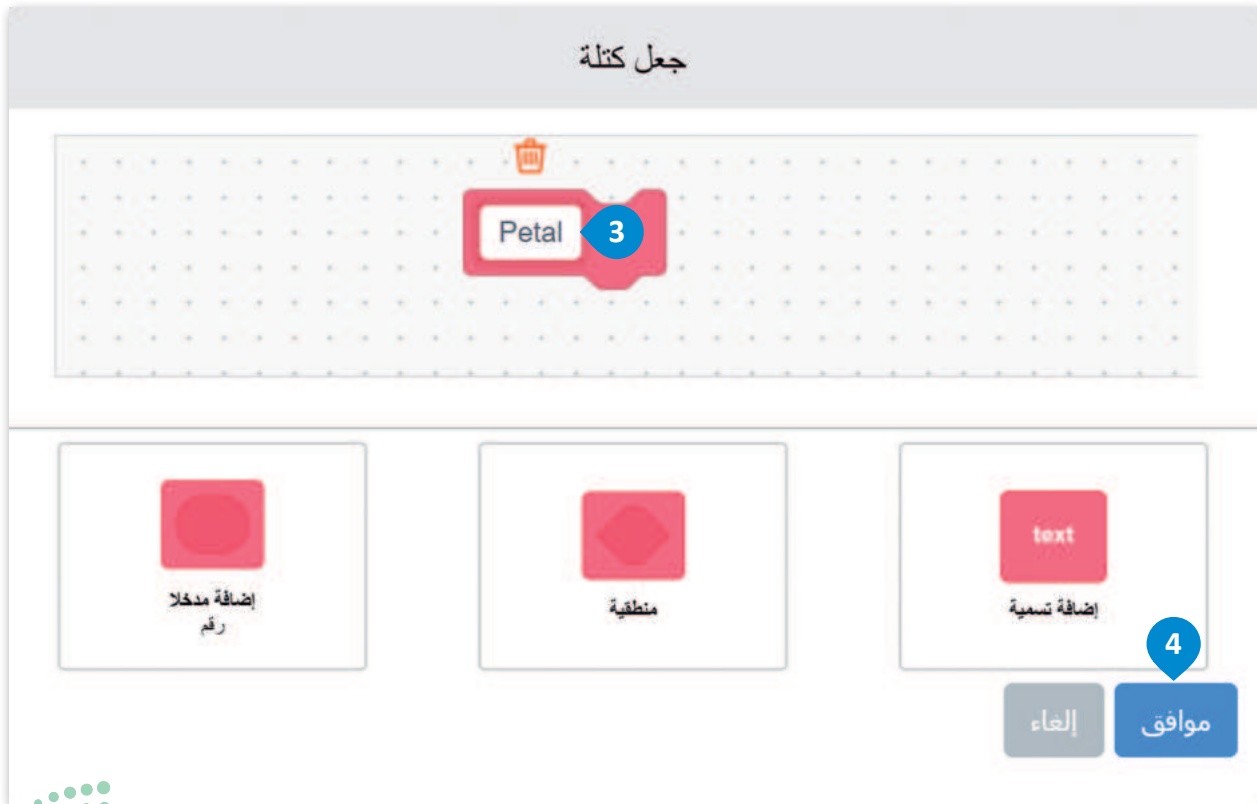 جعل كتلة
Petal
3
text
إضافة تسمية
منطقية
إضافة مدخلا
رقم
4
موافق
إلغاء